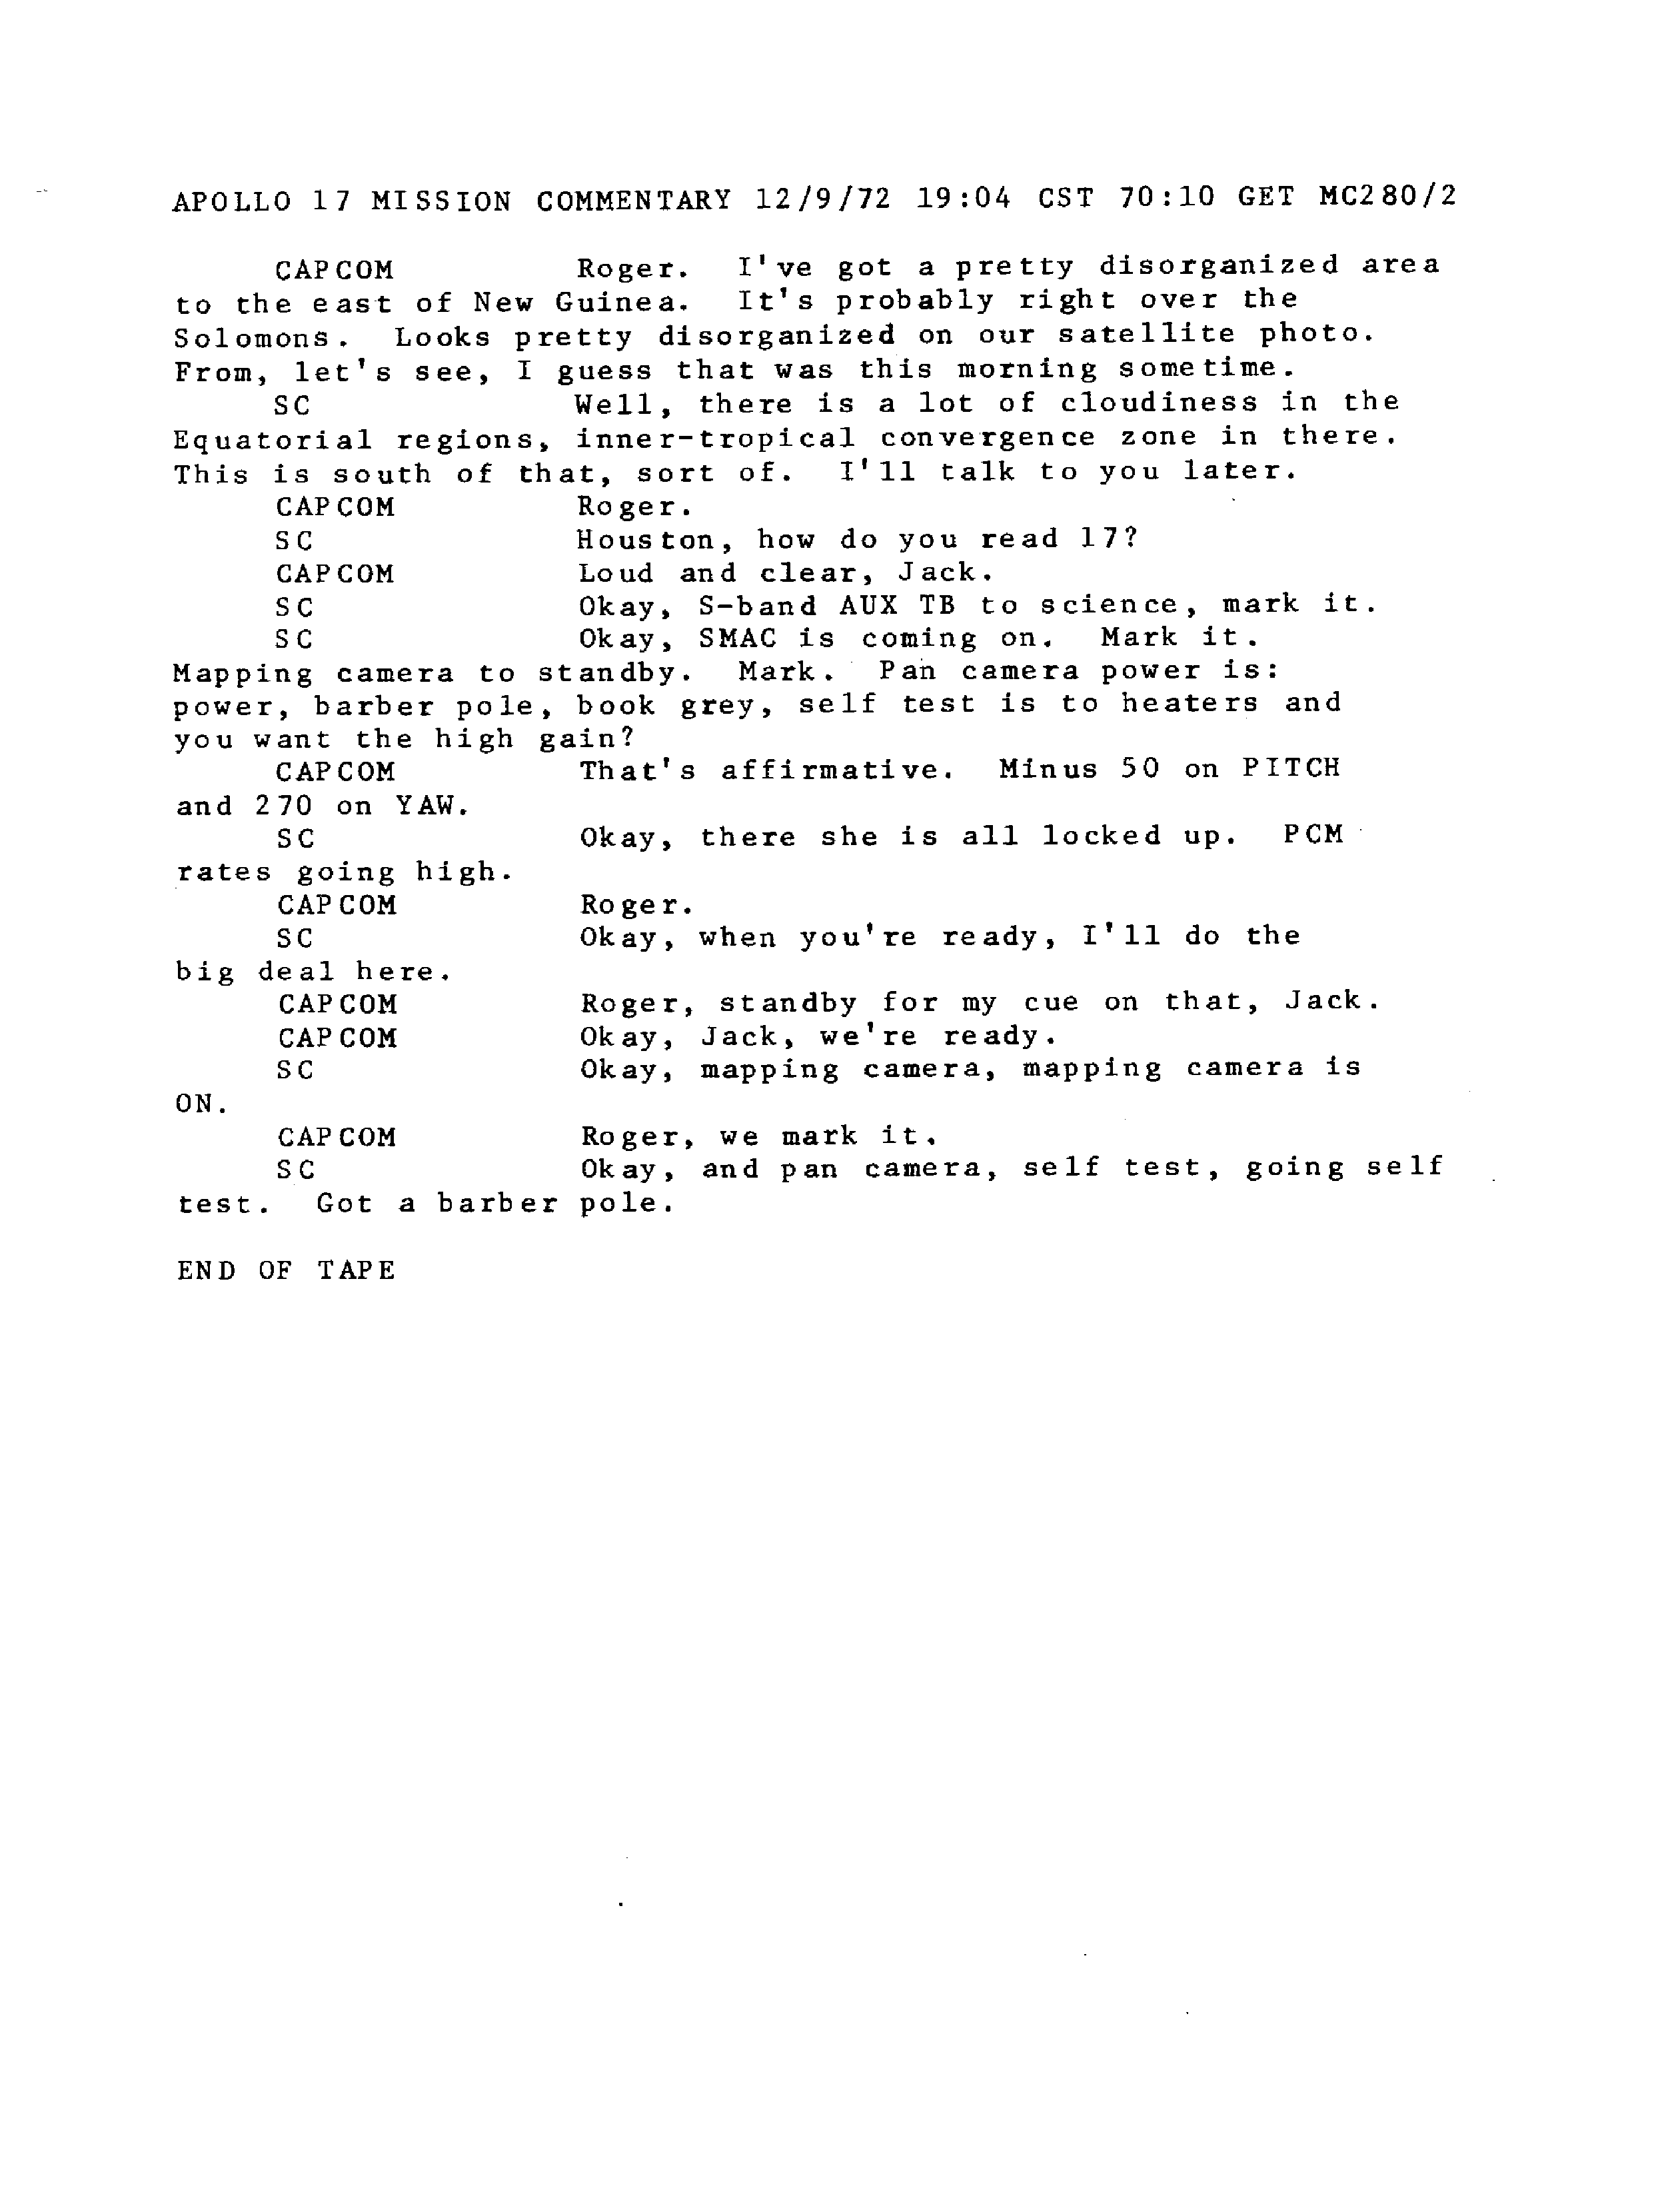 APOLLO 17 MISSION COMMENTARY 12/9/72 19:04 CST 70:10 GET MC280/2
CAPCOM Roger. I've got a pretty disorganized area
to the east of New Guinea. It's probably right over the
Solomons. Looks pretty disorganized on our satellite photo.
From, let's see, I guess that was this morning sometime.
SC Well, there is a lot of cloudiness in the
Equatorial regions, inner-tropical convergence zone in there.
This is south of that, sort of. I'll talk to you later.
CAPCOM Roger.
SC Houston, how do you read 17?
CAPCOM Loud and clear, Jack.
SC Okay, S-band AUX TB to science, mark it.
SC Okay, SMAC is coming on. Mark it.
Mapping camera to standby. Mark. Pan camera power is:
power, barber pole, book grey, self test is to heaters and
you want the high gain?
CAPCOM That's affirmative. Minus 50 on PITCH
and 270 on YAW.
SC Okay, there she is all locked up. PCM
rates going high.
CAPCOM Roger.
SC Okay, when you're ready, I'll do the
big deal here.
CAPCOM Roger, standby for my cue on that, Jack.
CAPCOM Okay, Jack, we're ready.
SC Okay, mapping camera, mapping camera is
ON.
CAPCOM Roger, we mark it.
SC Okay, and pan camera, self test, going self
test. Got a barber pole.
END OF TAPE